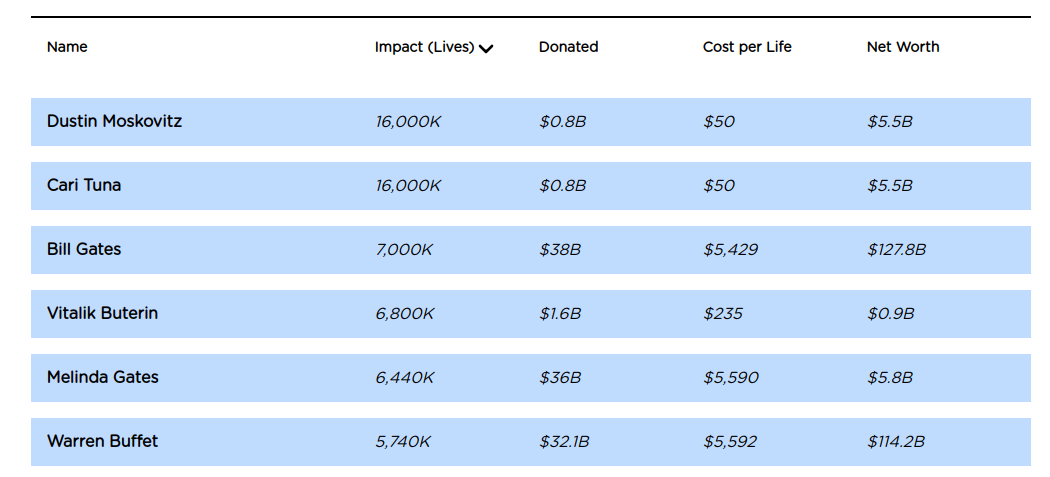 Name Impact (Lives) Donated Cost per Life Net Worth
Dustin Moskovitz 16,000K $0.8B $50 $5.5B
Cari Tuna 16,000K $0.8B $50 $5.5B
Bill Gates 7,000K $38B $5,429 $127.8B
Vitalik Buterin 6,800K $1.6B $235 $0.9B
Melinda Gates 6,440K $36B $5,590 $5.8B
Warren Buffet 5,740K $32.1B $5,592 $114.2B